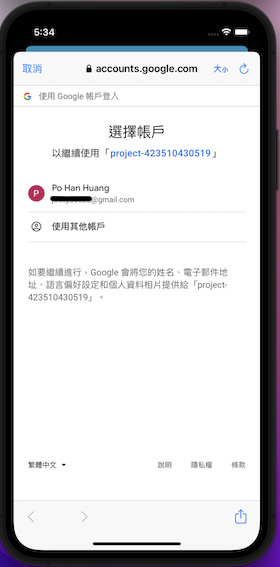 5:34
取消
accounts.google.com
大小
使用 Google 帳戶登入
選擇帳戶
以繼續使用「project-423510430519」
P
Po Han Huang
@gmail.com
使用其他帳戶
如要繼續進行，Google 會將您的姓名、電子郵件地
址、語言偏好設定和個人資料相片提供給「project-
423510430519」。
繁體中文
說明
隱私權
條款